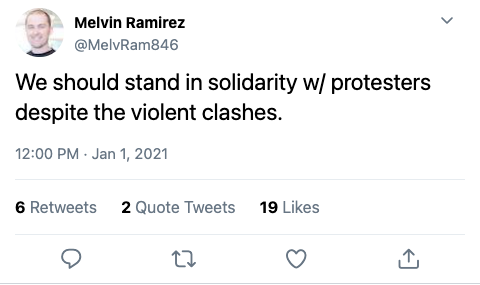 Melvin Ramirez
@MelvRam846
We should stand in solidarity w/ protesters
despite the violent clashes.
12:00 PM · Jan 1, 2021
6 Retweets 2 Quote Tweets 19 Likes